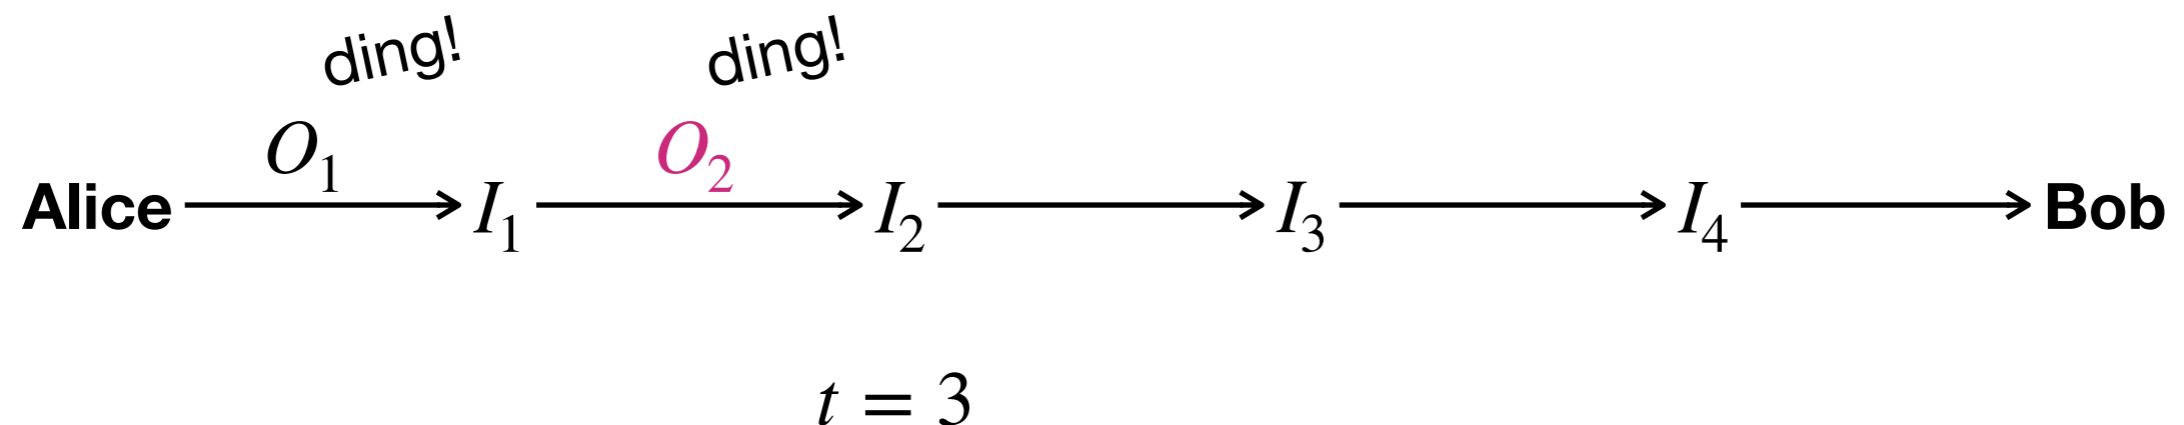 ding! ding!
O₁ O₂
Alice I₁ I₂ I₃ I₄ Bob
t = 3